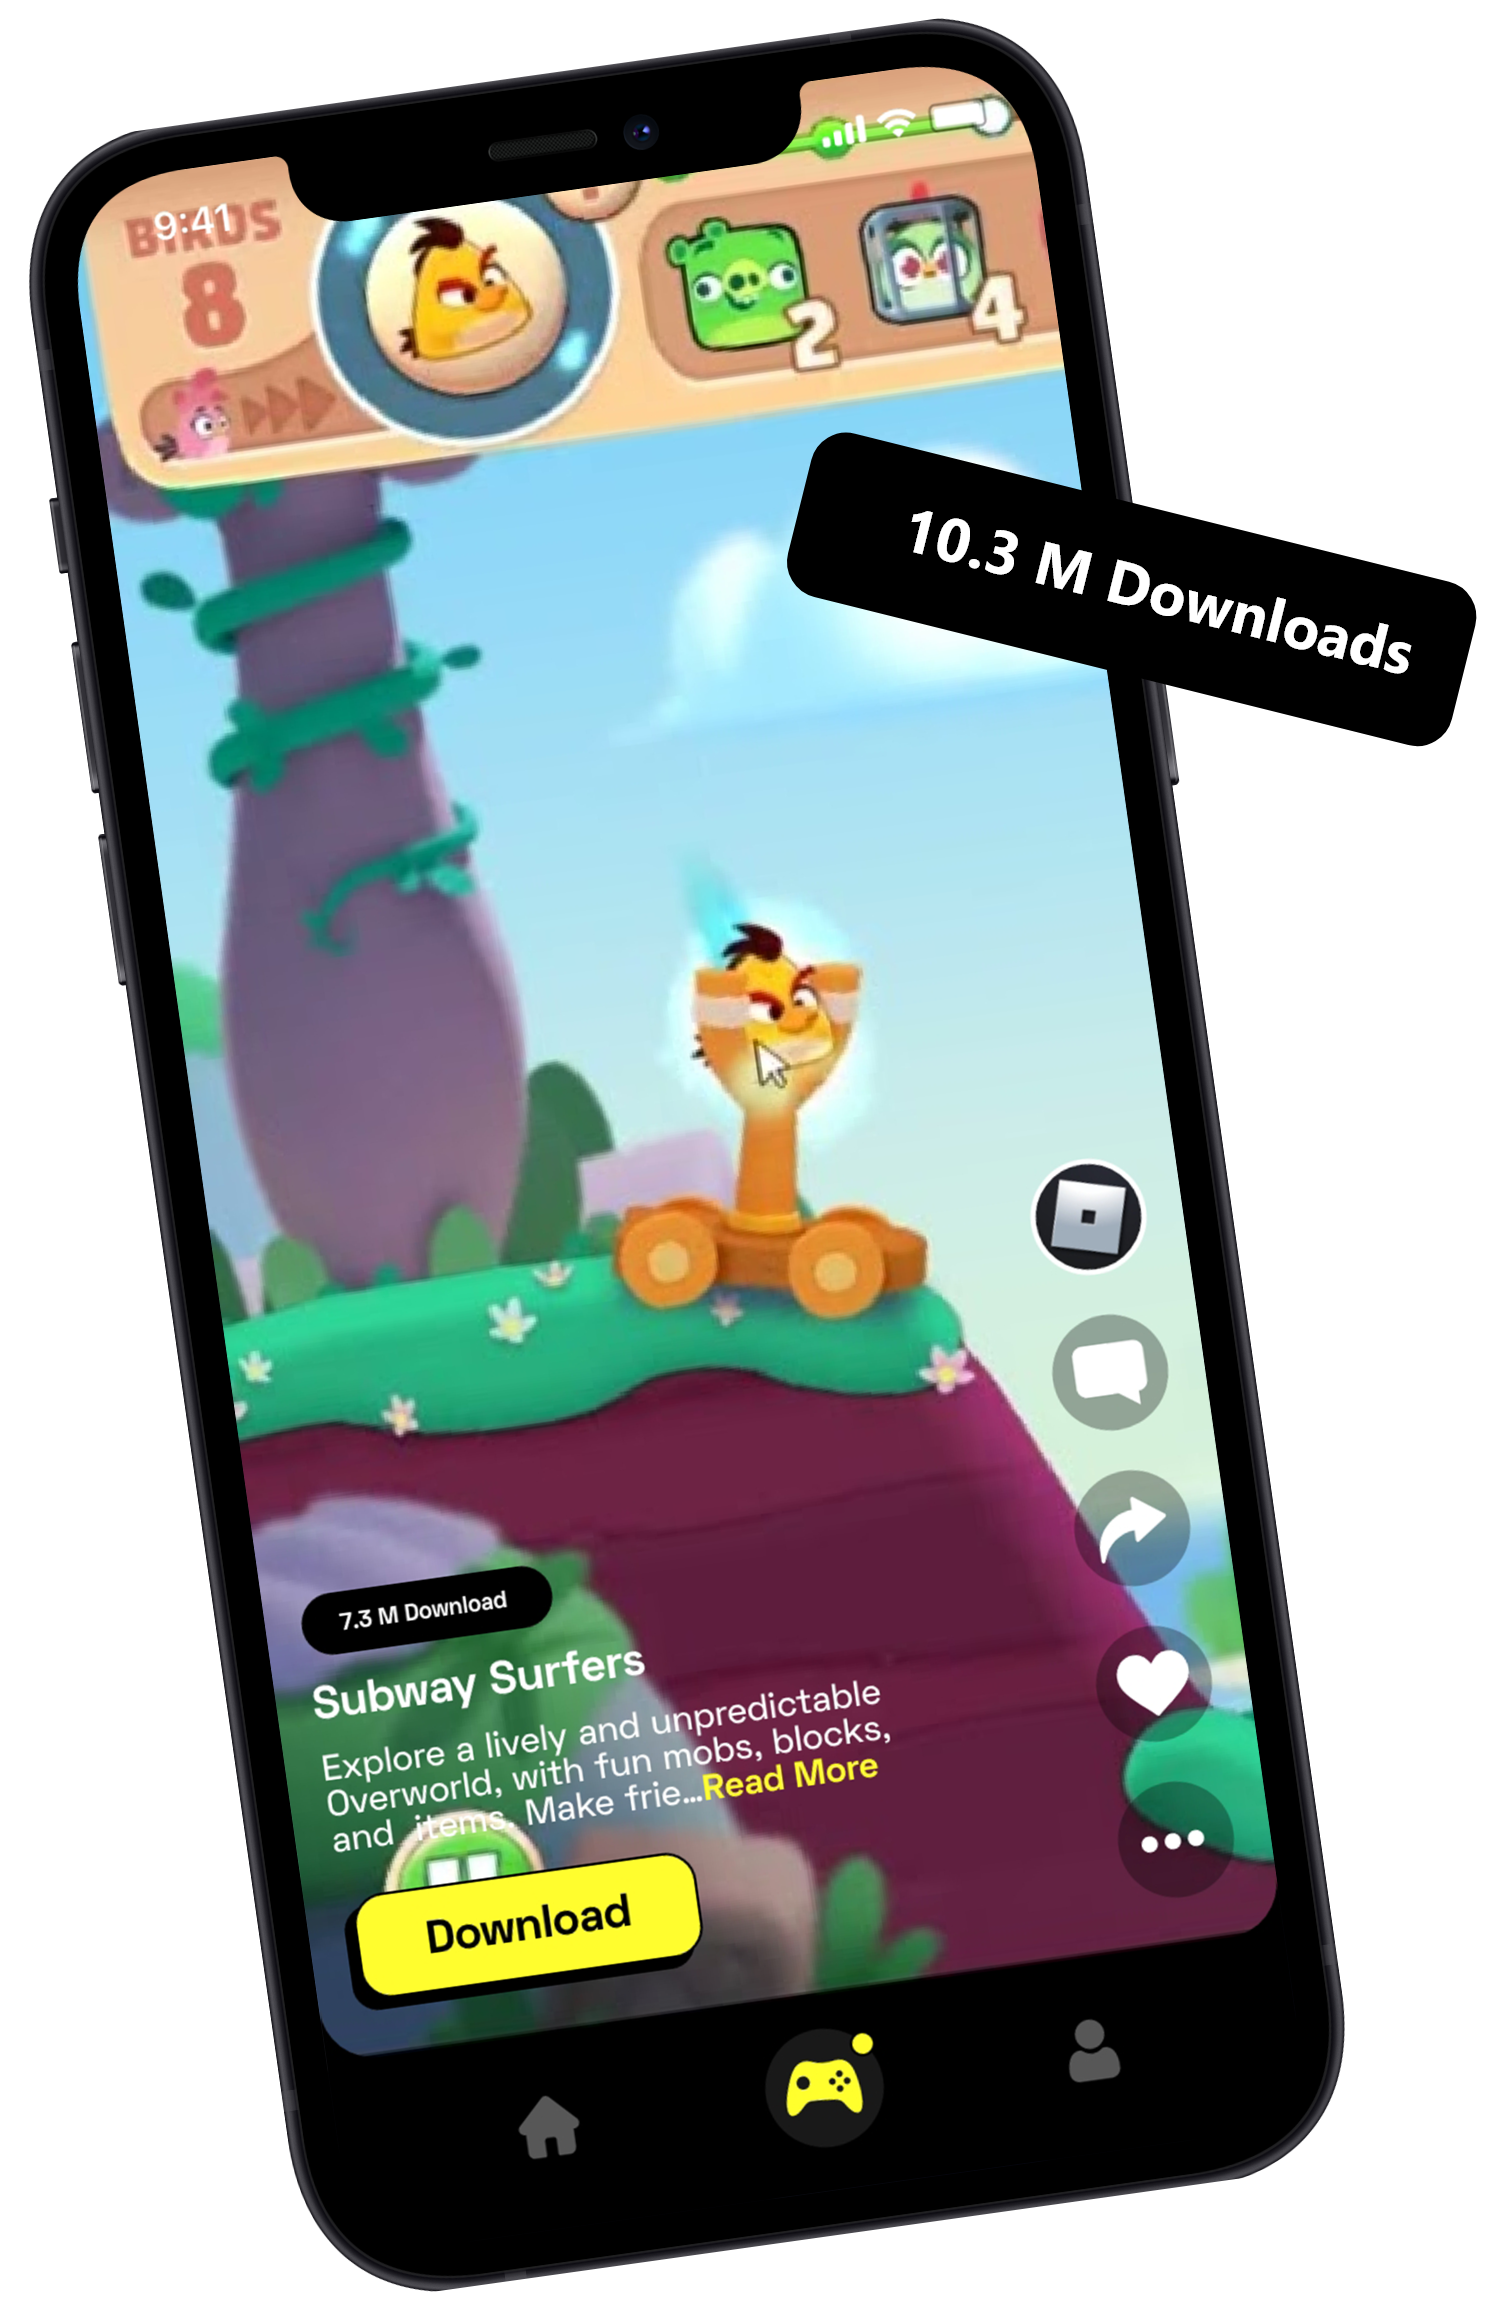 9:41
BIRDS
8
2
4
10.3 M Downloads
7.3 M Download
Subway Surfers
Explore a lively and unpredictable
Overworld, with fun mobs, blocks,
and items. Make frie...Read More
Download